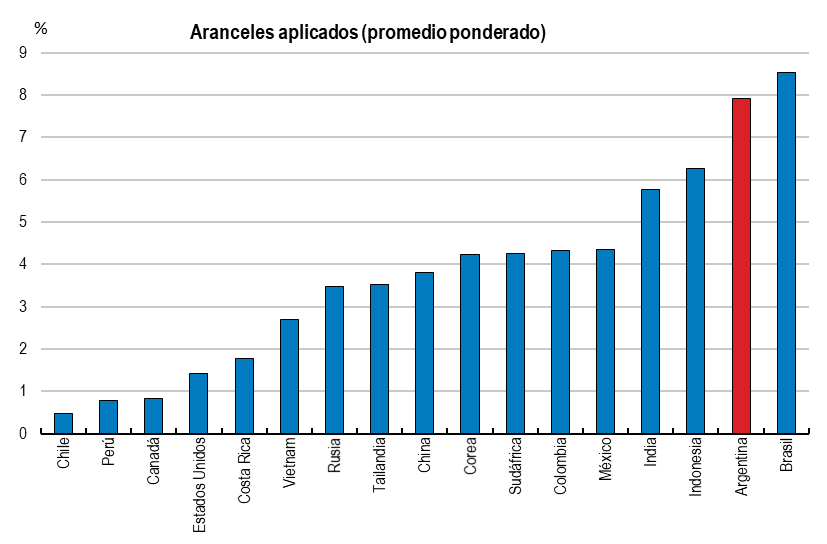 %
Aranceles aplicados (promedio ponderado)
9
8
7
6
5
4
3
2
1
0
Chile
Perú
Canadá
Estados Unidos
Costa Rica
Vietnam
Rusia
Tailandia
China
Corea
Sudáfrica
Colombia
México
India
Indonesia
Argentina
Brasil